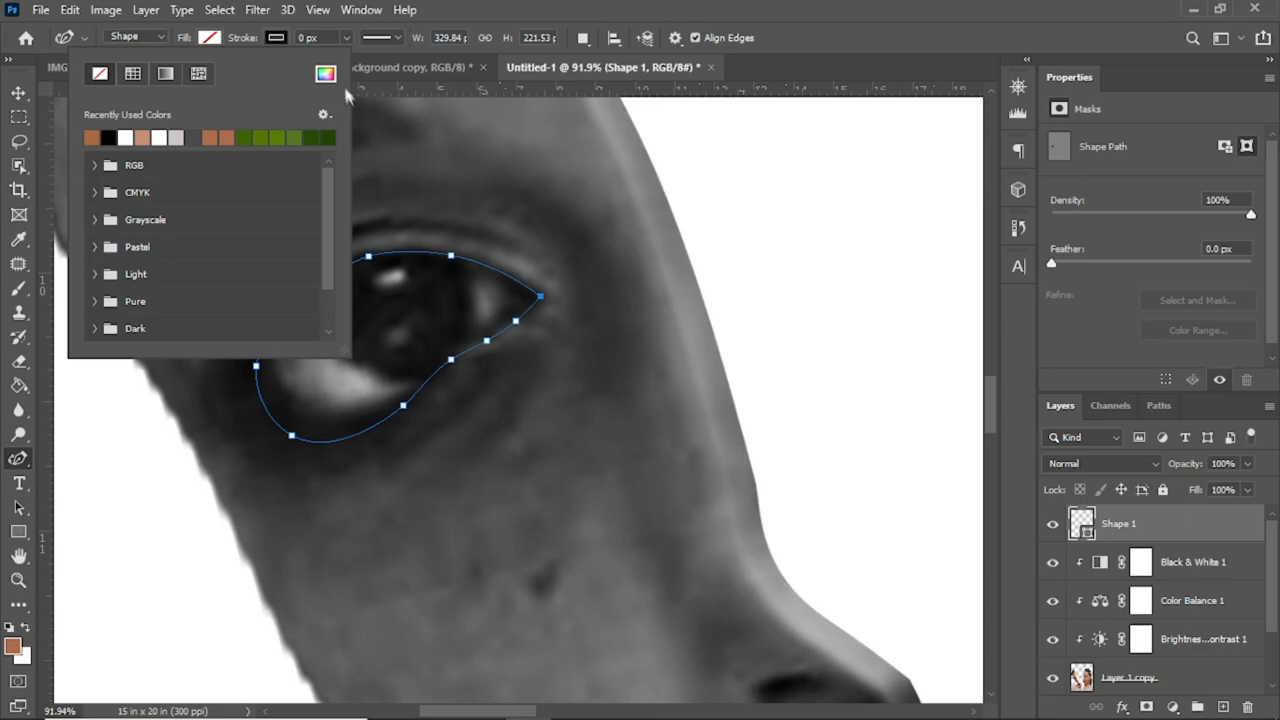 Ps File Edit Image Layer Type Select Filter 3D View Window Help
Shape Fill: Stroke: 0 px W: 329.84 p H: 221.53 p Align Edges
IMG ckground copy, RGB/8) * × Untitled-1 @ 91.9% (Shape 1, RGB/8#) * ×
Recently Used Colors
RGB
CMYK
Grayscale
Pastel
Light
Pure
Dark
Properties
Masks
Shape Path
Density: 100%
Feather: 0.0 px
Refine: Select and Mask...
Color Range...
Layers Channels Paths
Kind
Normal Opacity: 100%
Locks: Fill: 100%
Shape 1
Black & White 1
Color Balance 1
Brightnes...ontrast 1
Layer 1 copy
91.94% 15 in x 20 in (300 ppi)